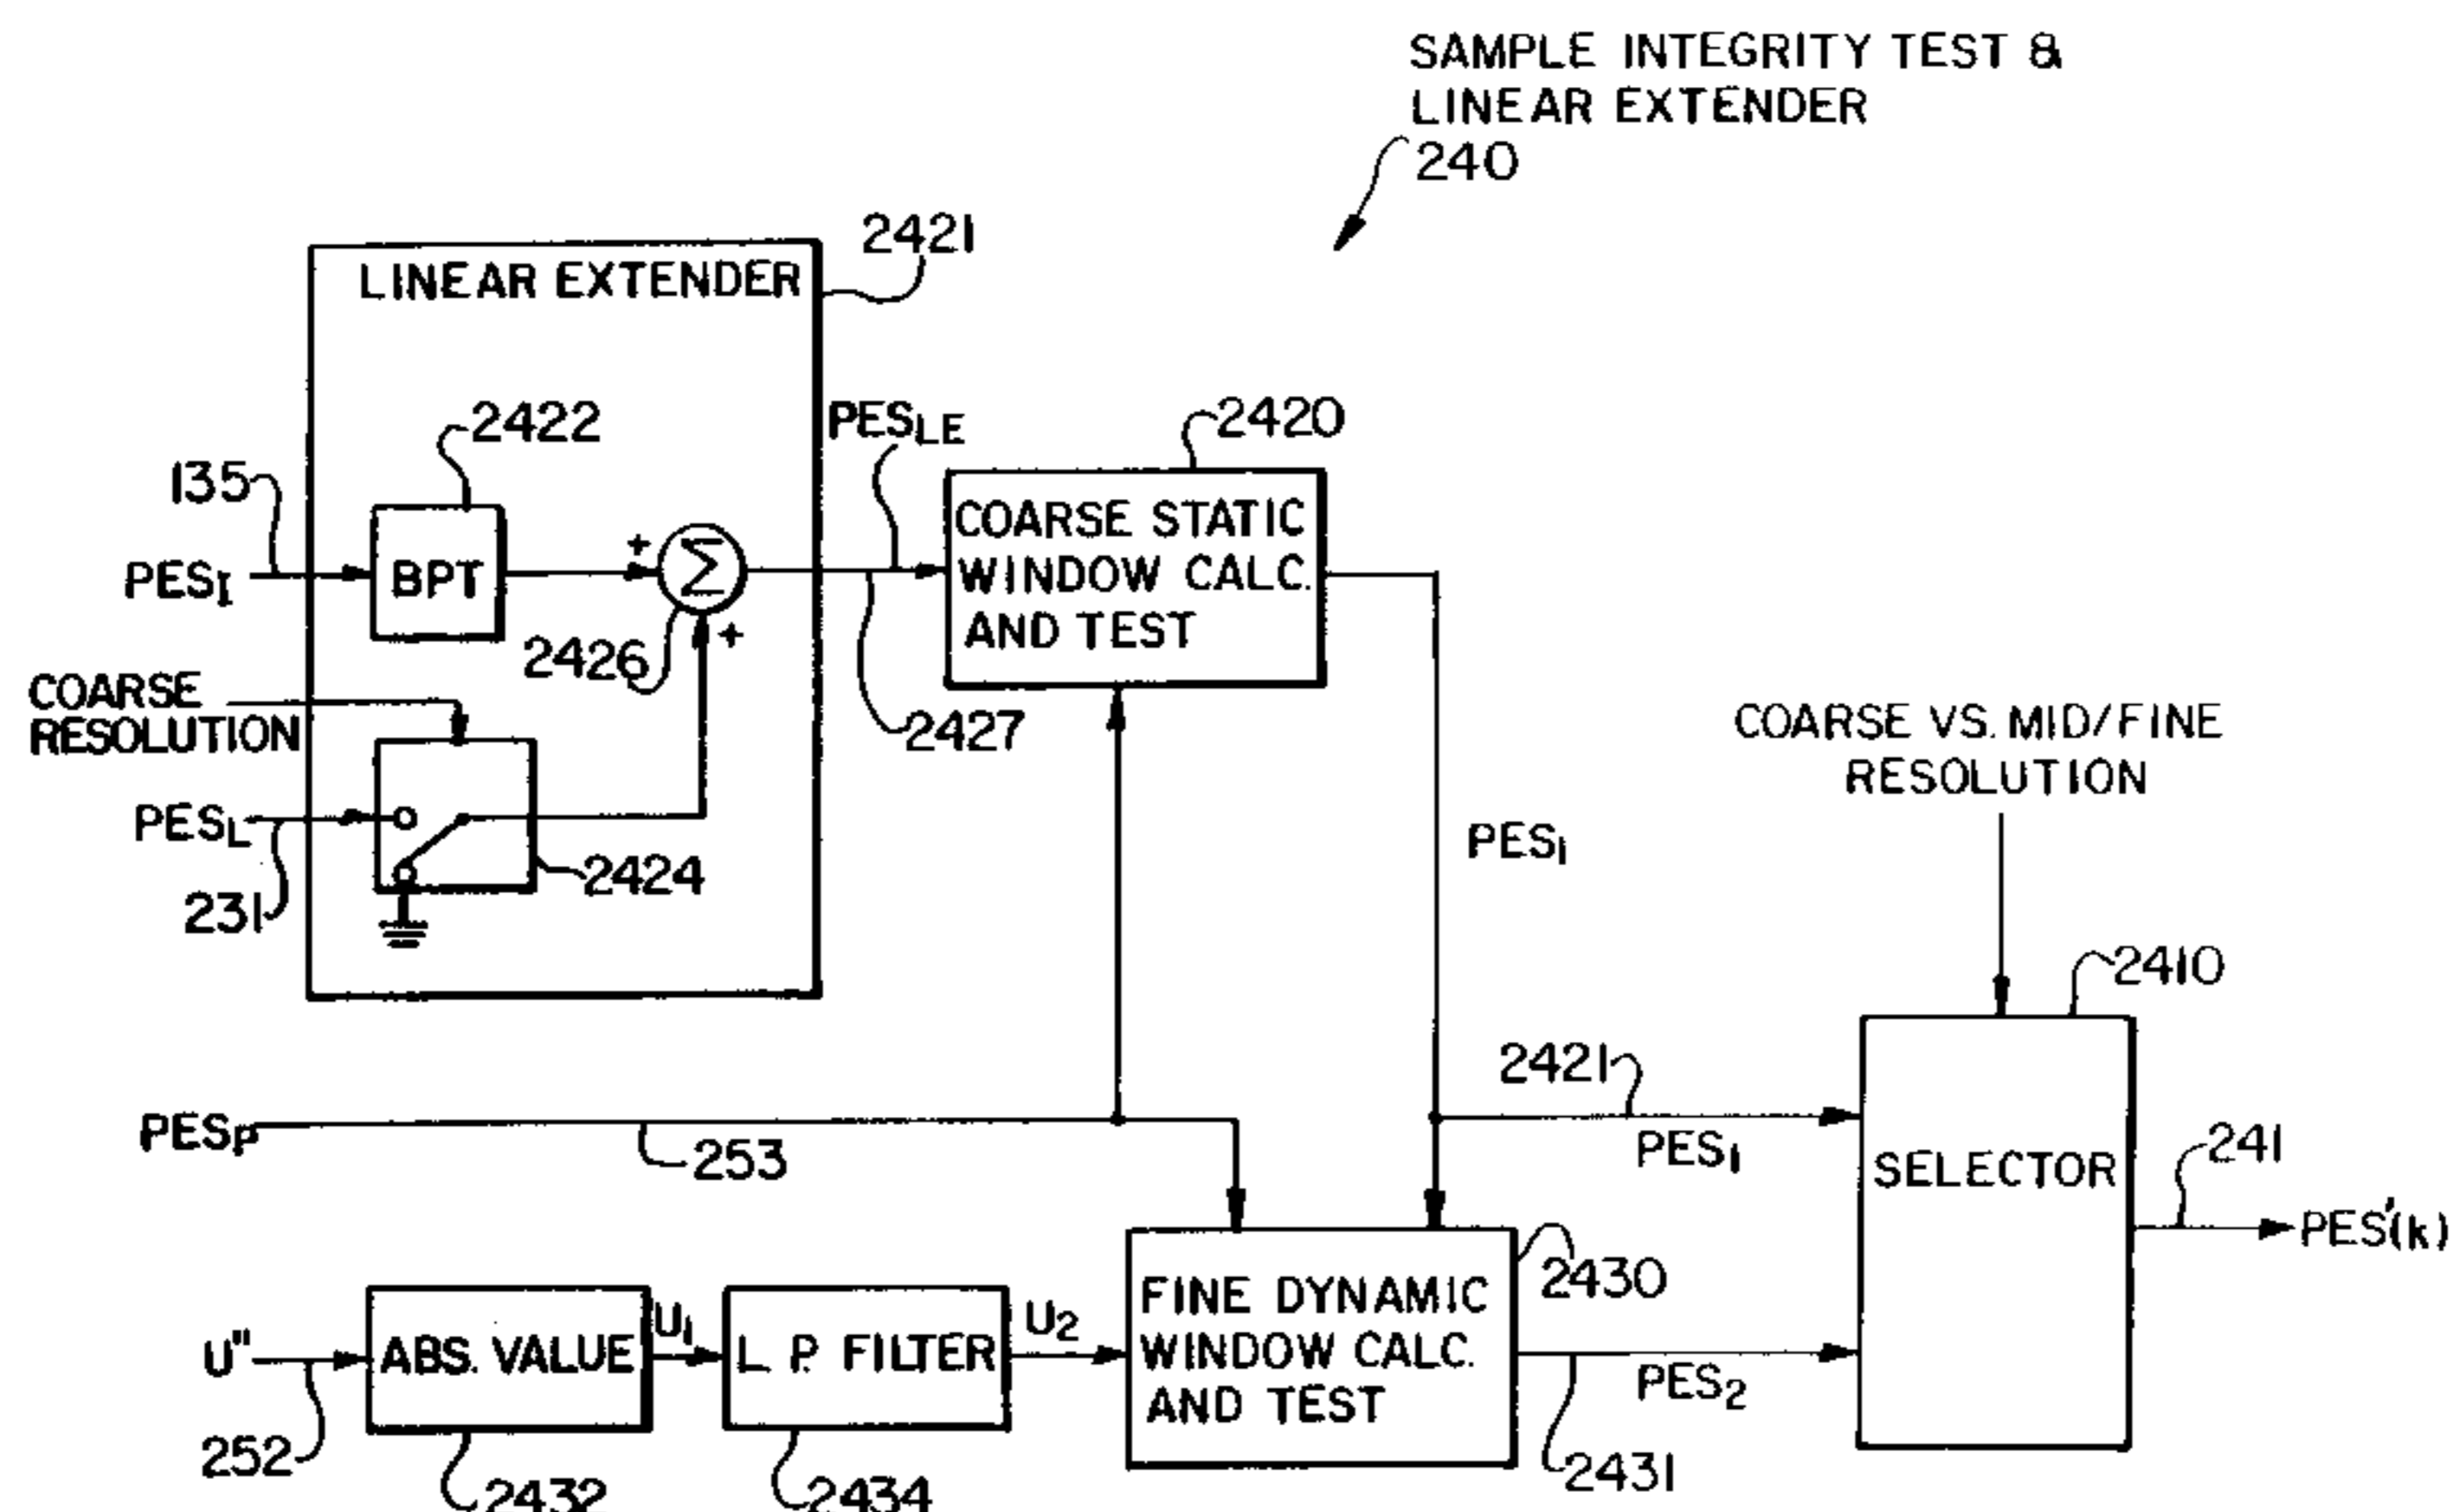 SAMPLE INTEGRITY TEST &
LINEAR EXTENDER
240
2421
LINEAR EXTENDER
2422
135
PESI
BPT
+
Σ
+
2426
PESLE
2427
2420
COARSE STATIC
WINDOW CALC.
AND TEST
COARSE
RESOLUTION
PESL
231
2424
PES1
COARSE VS. MID/FINE
RESOLUTION
2410
PESP
253
2421
PES1
SELECTOR
241
PES'(k)
2430
FINE DYNAMIC
WINDOW CALC.
AND TEST
U"
252
ABS. VALUE
2432
U1
L.P. FILTER
2434
U2
PES2
2431